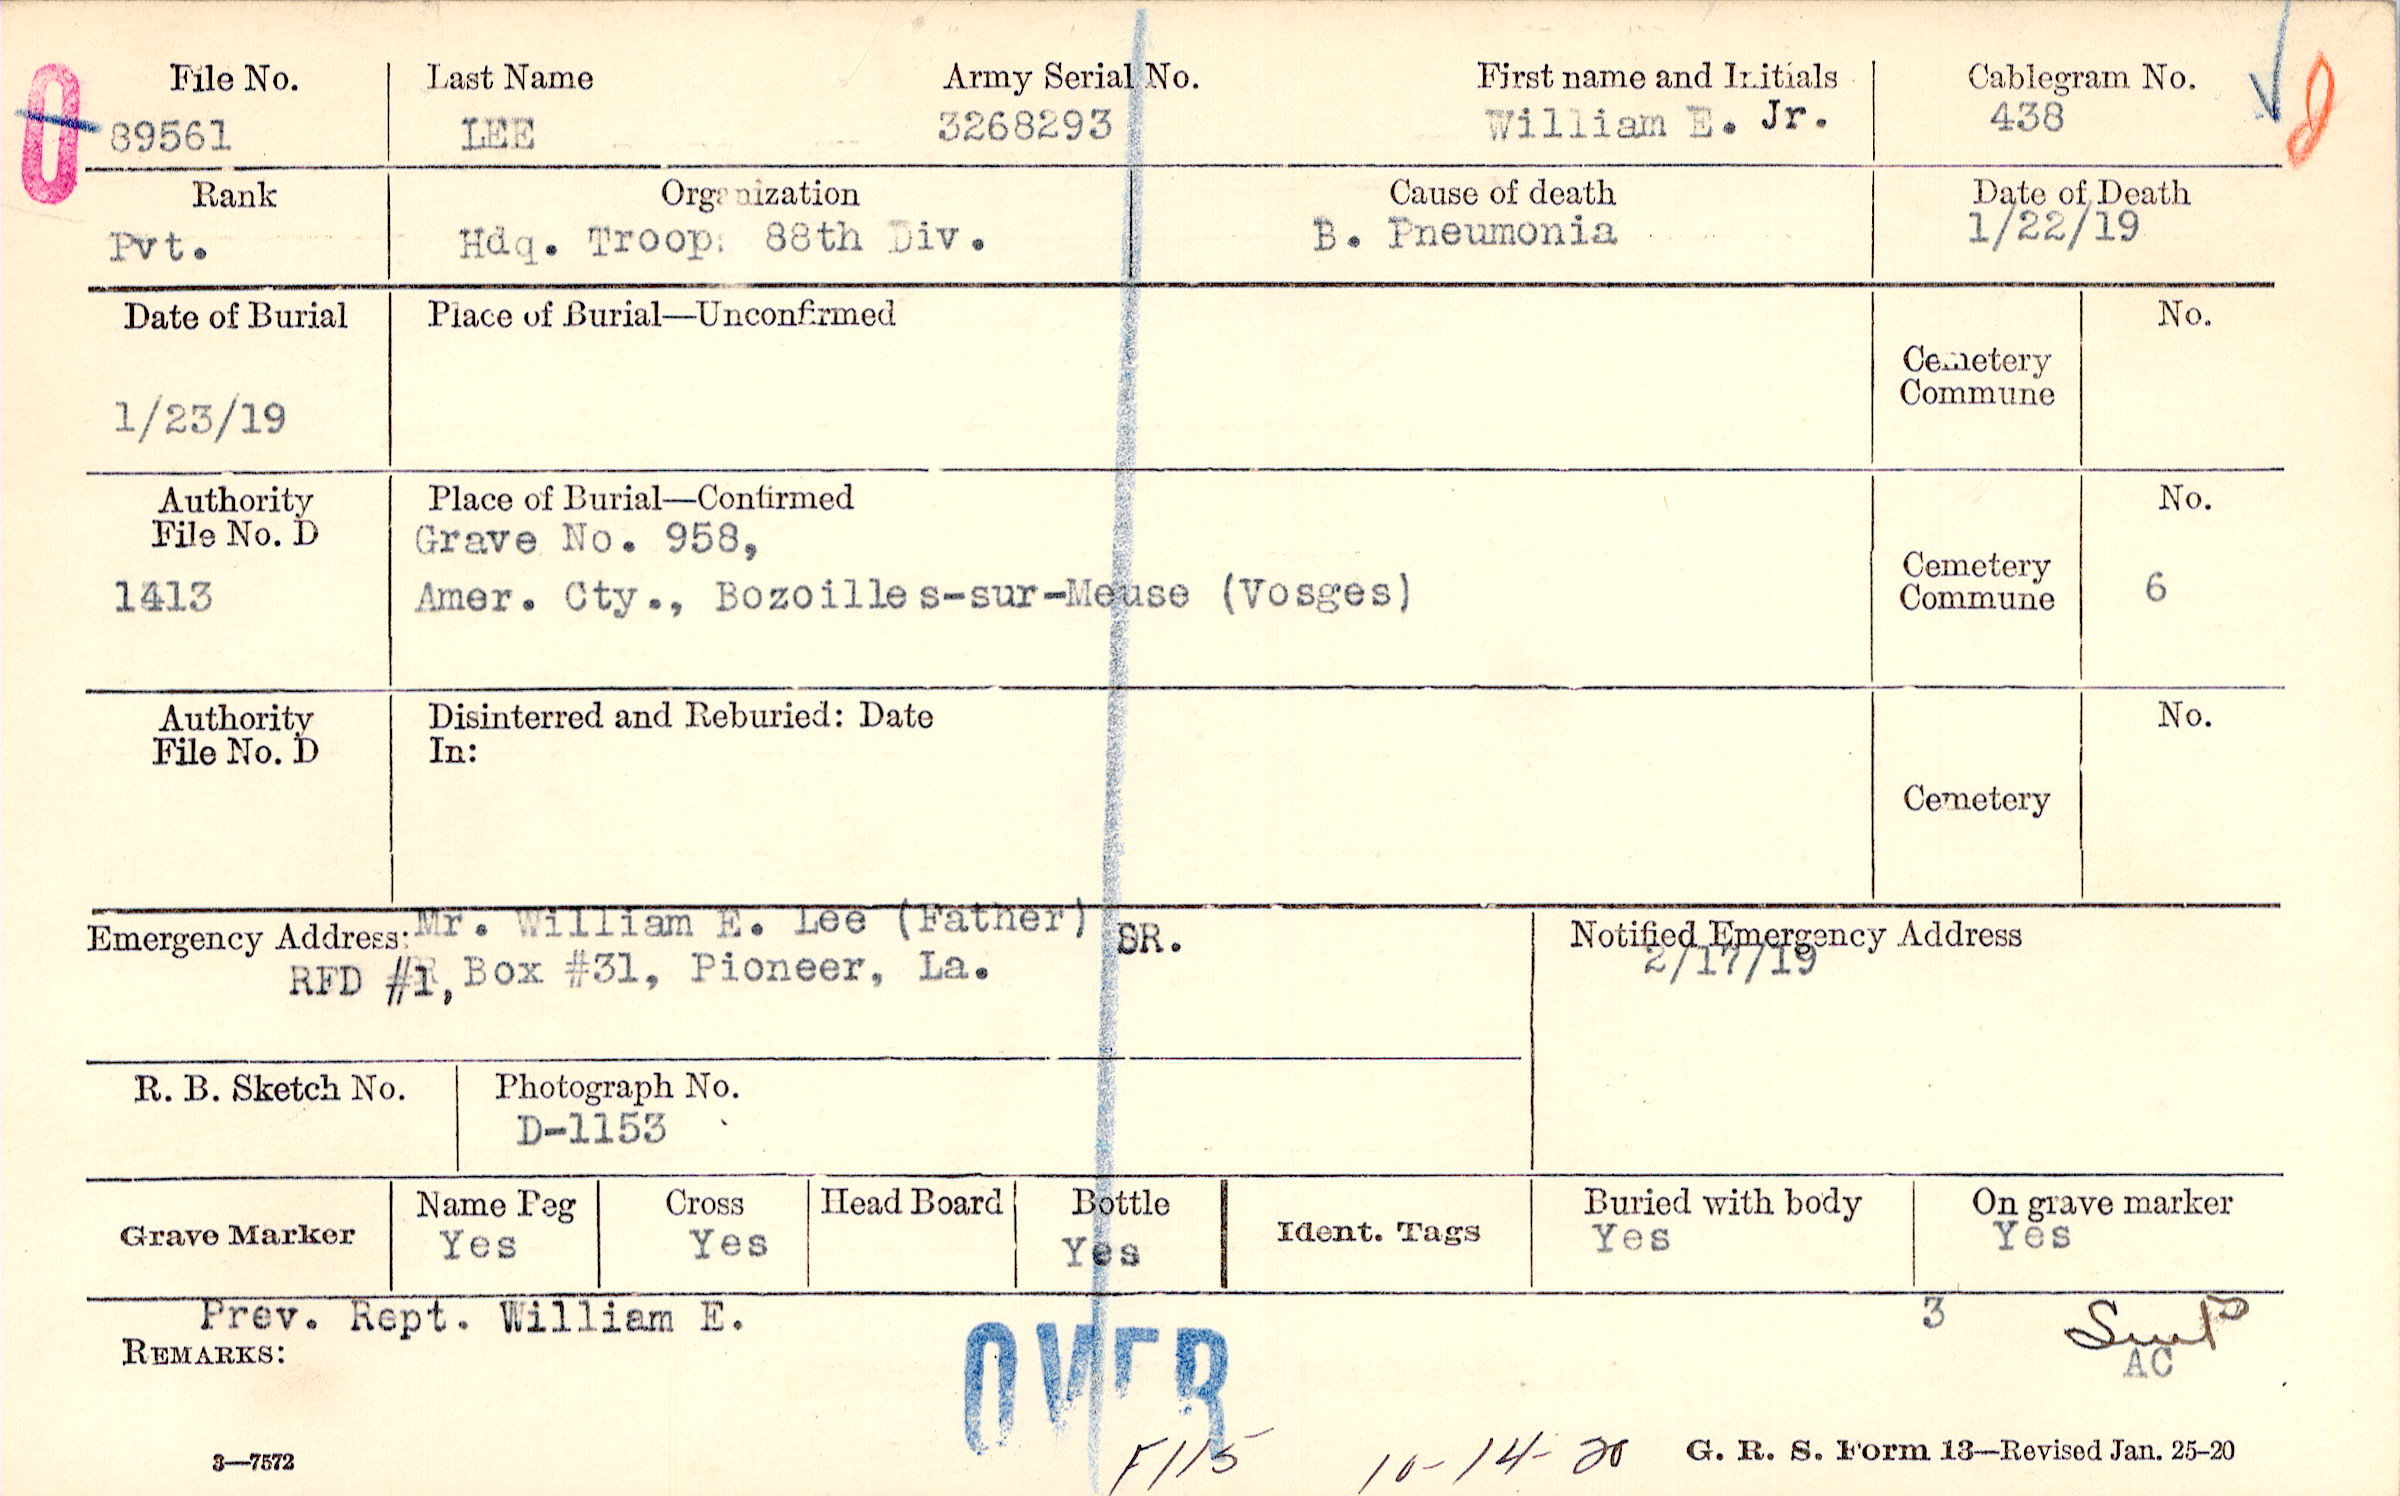 File No. Last Name Army Serial No. First name and Initials Cablegram No.
89561 LEE 3268293 William E. Jr. 438
Rank Organization Cause of death Date of Death
Pvt. Hdq. Troop. 88th Div. B. Pneumonia 1/22/19
Date of Burial Place of Burial—Unconfirmed No.
Cemetery
Commune
1/23/19
Authority Place of Burial—Confirmed No.
File No. D Grave No. 958,
Cemetery
1413 Amer. Cty., Bozoilles-sur-Meuse (Vosges) Commune 6
Authority Disinterred and Reburied: Date No.
File No. D In:
Cemetery
Emergency Address: Mr. William E. Lee (Father) SR. Notified Emergency Address
RFD #1, Box #31, Pioneer, La. 2/17/19
R. B. Sketch No. Photograph No.
D-1153
Grave Marker Name Peg Cross Head Board Bottle Ident. Tags Buried with body On grave marker
Yes Yes Yes Yes Yes
Prev. Rept. William E. 3
REMARKS: AC
OVER
3—7572 F115 10-14-20 G. R. S. Form 13—Revised Jan. 25-20